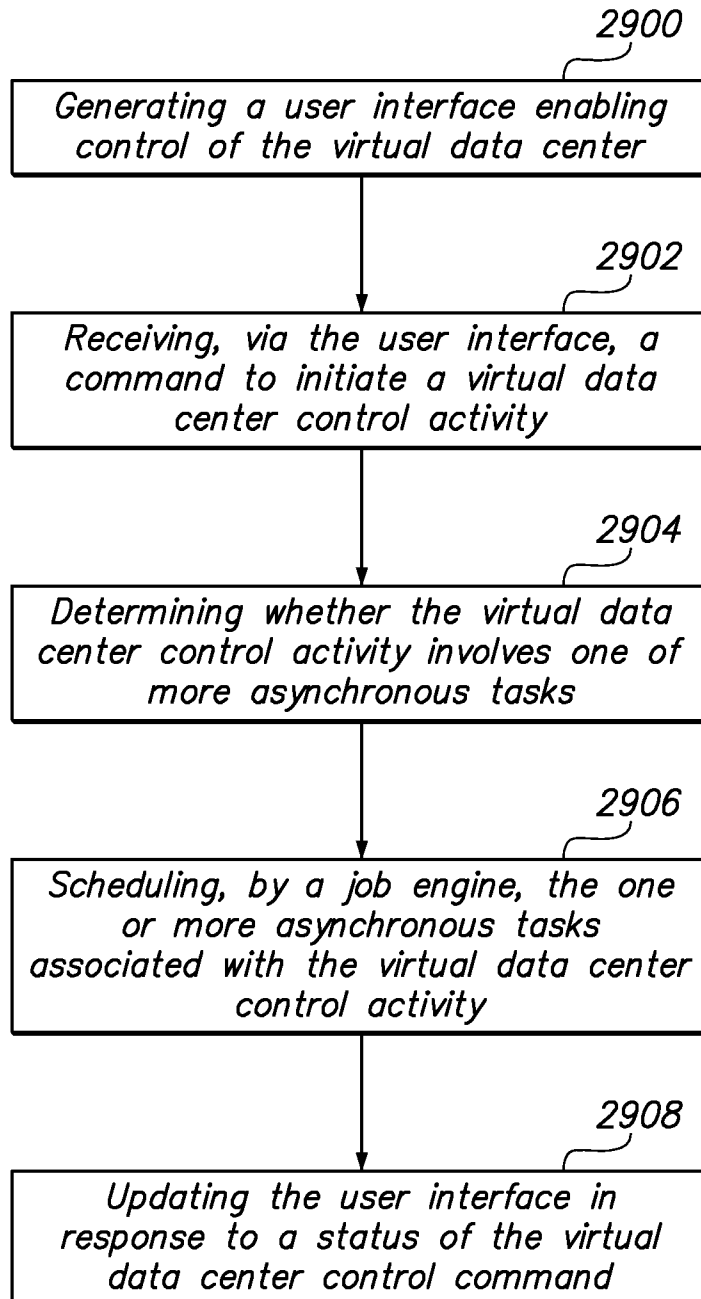 2900
Generating a user interface enabling
control of the virtual data center
2902
Receiving, via the user interface, a
command to initiate a virtual data
center control activity
2904
Determining whether the virtual data
center control activity involves one of
more asynchronous tasks
2906
Scheduling, by a job engine, the one
or more asynchronous tasks
associated with the virtual data center
control activity
2908
Updating the user interface in
response to a status of the virtual
data center control command